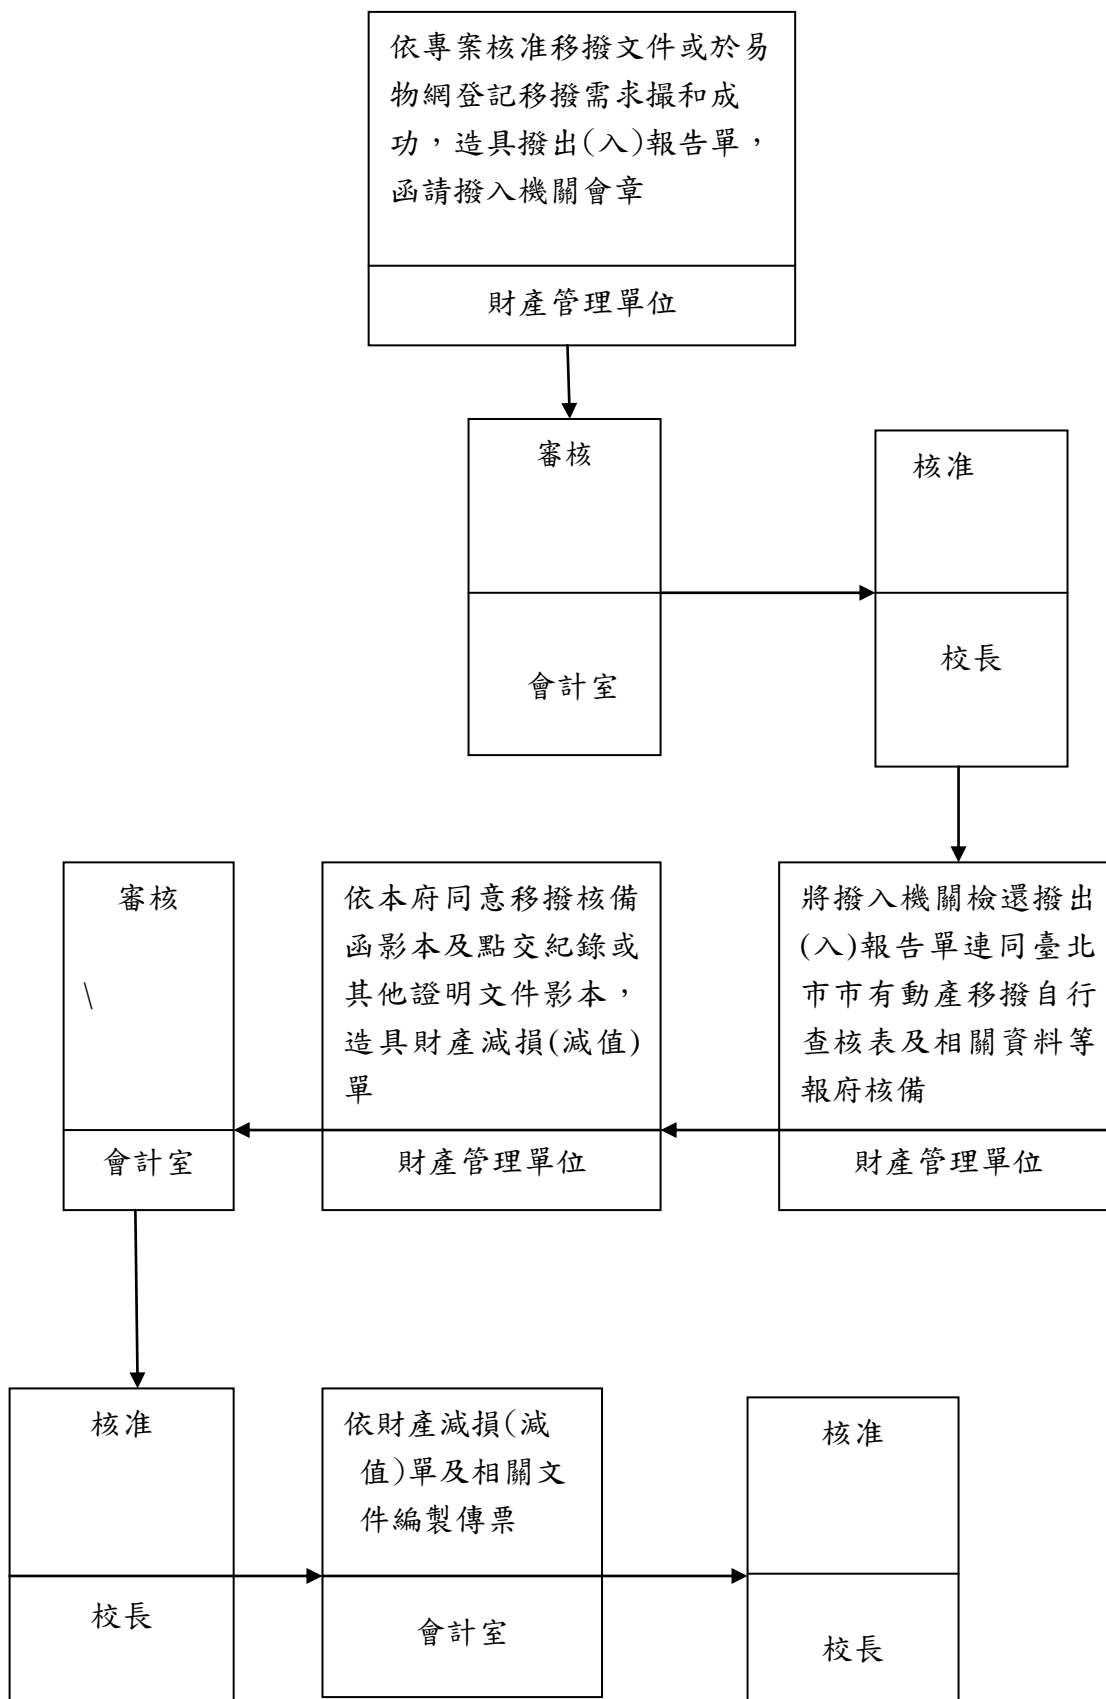 依專案核准移撥文件或於易
物網登記移撥需求撮和成
功，造具撥出(入)報告單，
函請撥入機關會章
財產管理單位
審核
會計室
核准
校長
將撥入機關檢還撥出
(入)報告單連同臺北
市市有動產移撥自行
查核表及相關資料等
報府核備
財產管理單位
依本府同意移撥核備
函影本及點交紀錄或
其他證明文件影本，
造具財產減損(減值)
單
財產管理單位
審核
\
會計室
核准
校長
依財產減損(減
值)單及相關文
件編製傳票
會計室
核准
校長